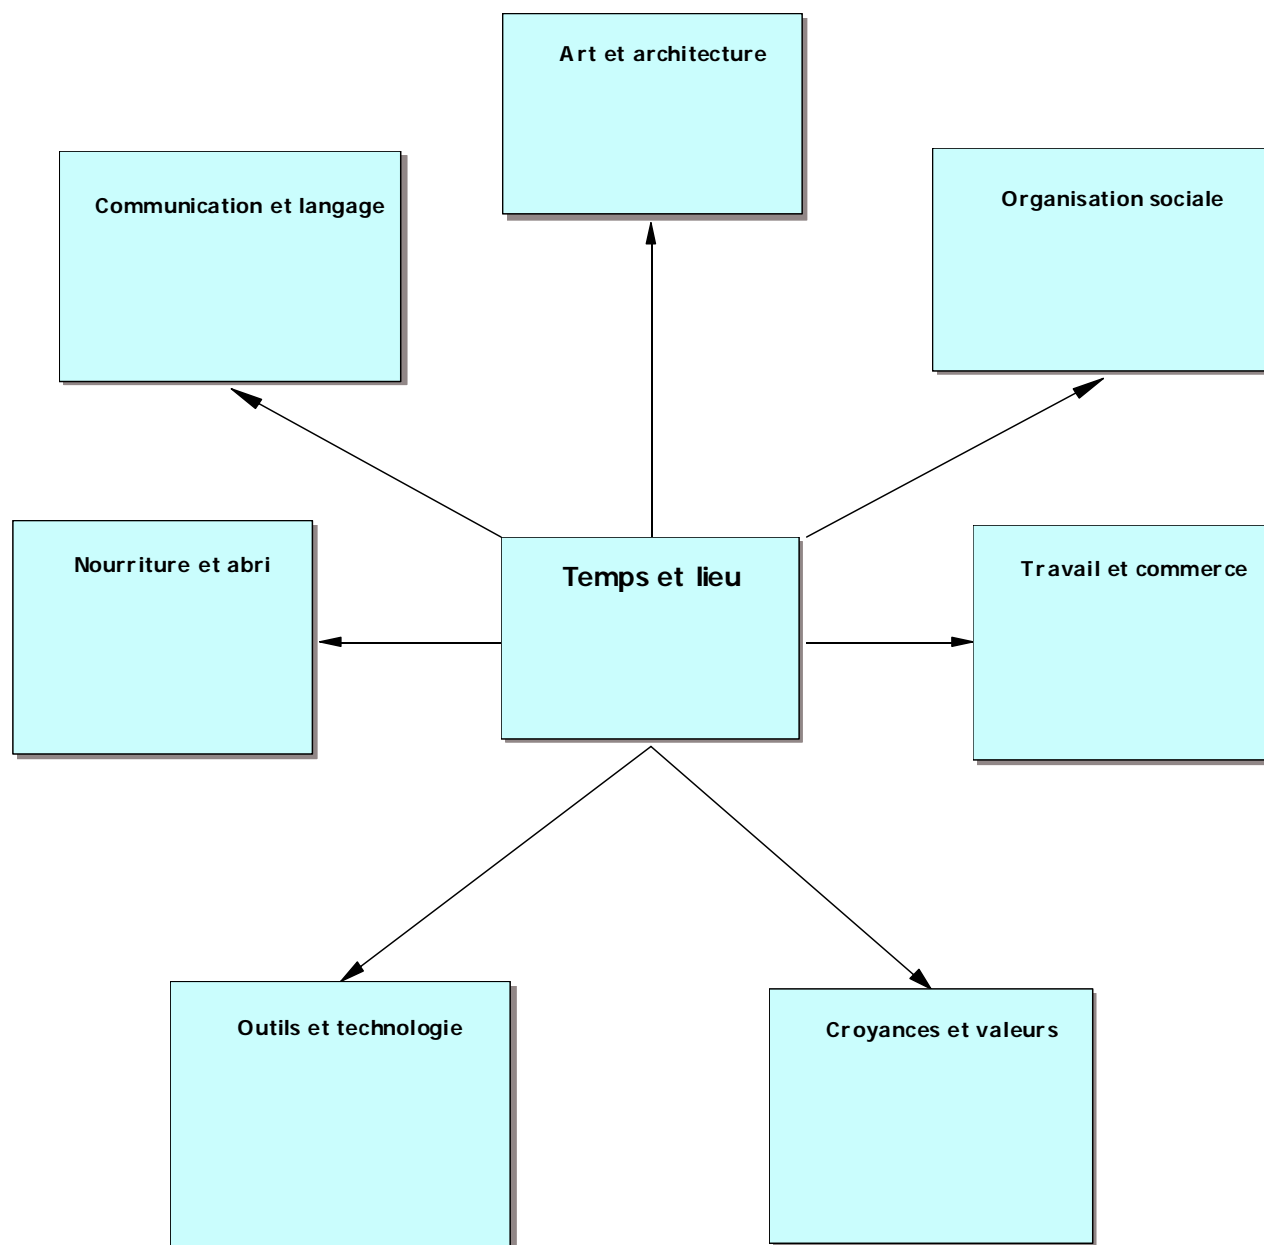 Art et architecture
Communication et langage
Organisation sociale
Nourriture et abri
Temps et lieu
Travail et commerce
Outils et technologie
Croyances et valeurs